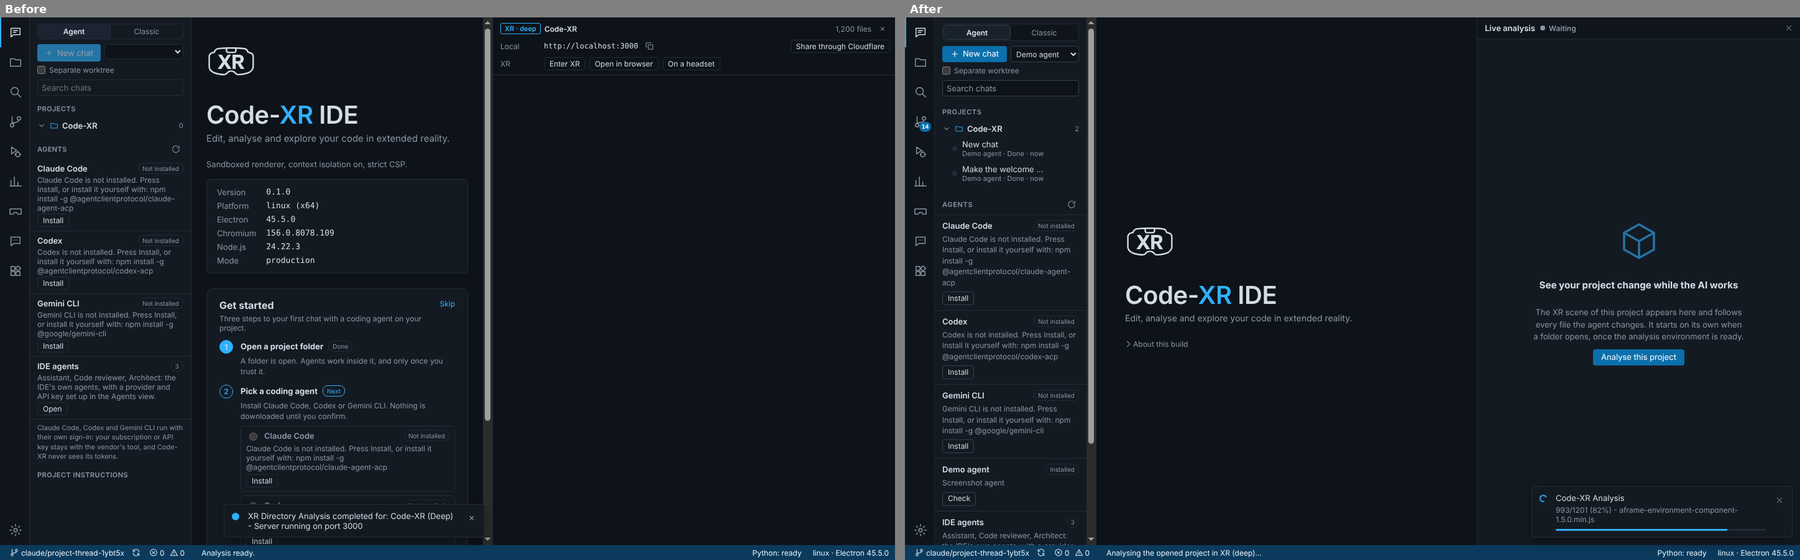 Before
Agent
Classic
+ New chat
Separate worktree
Search chats
PROJECTS
Code-XR
0
AGENTS
Claude Code
Not installed
Claude Code is not installed. Press
Install, or install it yourself with: npm
install -g @agentclientprotocol/claude-
agent-acp
Install
Codex
Not installed
Codex is not installed. Press Install,
or install it yourself with: npm install
-g @agentclientprotocol/codex-acp
Install
Gemini CLI
Not installed
Gemini CLI is not installed. Press Install,
or install it yourself with: npm install -g
@google/gemini-cli
Install
IDE agents
3
Assistant, Code reviewer, Architect: the
IDE's own agents, with a provider and
API key set up in the Agents view.
Open
Claude Code, Codex and Gemini CLI run with
their own sign-in: your subscription or API
key stays with the vendor's tool, and Code-
XR never sees its tokens.
PROJECT INSTRUCTIONS
XR
Code-XR IDE
Edit, analyse and explore your code in extended reality.
Sandboxed renderer, context isolation on, strict CSP.
Version 0.1.0
Platform linux (x64)
Electron 45.5.0
Chromium 156.0.8078.109
Node.js 24.22.3
Mode production
Get started
Skip
Three steps to your first chat with a coding agent on your
project.
1 Open a project folder Done
A folder is open. Agents work inside it, and only once you
trust it.
2 Pick a coding agent Next
Install Claude Code, Codex or Gemini CLI. Nothing is
downloaded until you confirm.
Claude Code
Not installed
Claude Code is not installed. Press Install, or install it
yourself with: npm install -g
@agentclientprotocol/claude-agent-acp
Install
XR Directory Analysis completed for: Code-XR (Deep)
- Server running on port 3000
×
Install
XR · deep Code-XR
1,200 files ×
Local http://localhost:3000
Share through Cloudflare
XR Enter XR Open in browser On a headset
claude/project-thread-1ybt5x 0 0 Analysis ready.
Python: ready linux · Electron 45.5.0
After
Agent
Classic
+ New chat
Demo agent
Separate worktree
Search chats
PROJECTS
Code-XR
2
14
New chat
Demo agent · Done · now
Make the welcome ...
Demo agent · Done · now
AGENTS
Claude Code
Not installed
Claude Code is not installed. Press
Install, or install it yourself with: npm
install -g
@agentclientprotocol/claude-agent-
acp
Install
Codex
Not installed
Codex is not installed. Press Install, or
install it yourself with: npm install -g
@agentclientprotocol/codex-acp
Install
Gemini CLI
Not installed
Gemini CLI is not installed. Press
Install, or install it yourself with: npm
install -g @google/gemini-cli
Install
Demo agent
Installed
Screenshot agent
Check
IDE agents
3
Assistant, Code reviewer, Architect:
XR
Code-XR IDE
Edit, analyse and explore your code in extended reality.
About this build
Live analysis Waiting
×
See your project change while the AI works
The XR scene of this project appears here and follows
every file the agent changes. It starts on its own when
a folder opens, once the analysis environment is ready.
Analyse this project
Code-XR Analysis
×
993/1201 (82%) - aframe-environment-component-
1.5.0.min.js
claude/project-thread-1ybt5x 0 0 Analysing the opened project in XR (deep)...
Python: ready linux · Electron 45.5.0